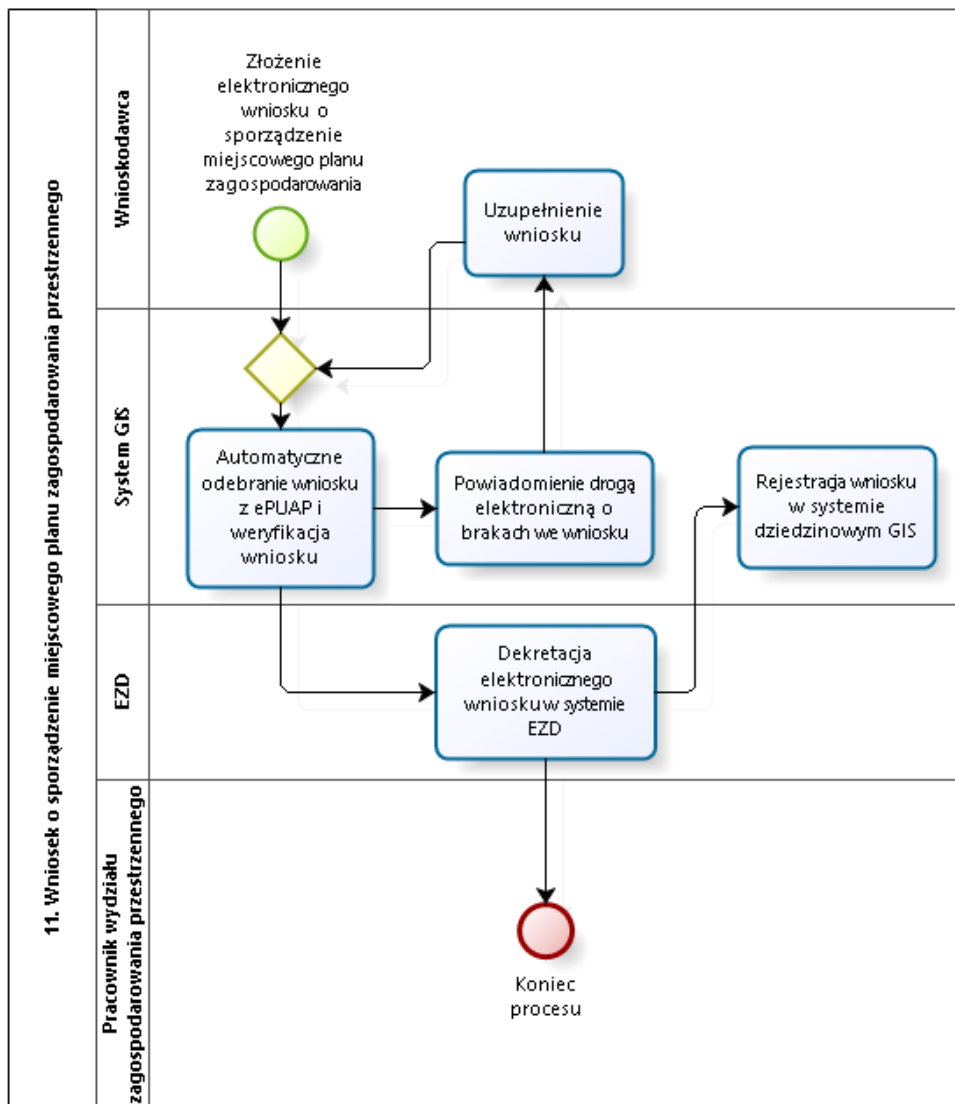 11. Wniosek o sporządzenie miejscowego planu zagospodarowania przestrzennego
Wnioskodawca
Złożenie
elektronicznego
wniosku o
sporządzenie
miejscowego planu
zagospodarowania
Uzupełnienie
wniosku
System GIS
Automatyczne
odebranie wniosku
z ePUAP i
weryfikacja
wniosku
Powiadomienie drogą
elektroniczną o
brakach we wniosku
Rejestracja wniosku
w systemie
dziedzinowym GIS
EZD
Dekretacja
elektronicznego
wniosku w systemie
EZD
Pracownik wydziału
zagospodarowania przestrzennego
Koniec
procesu